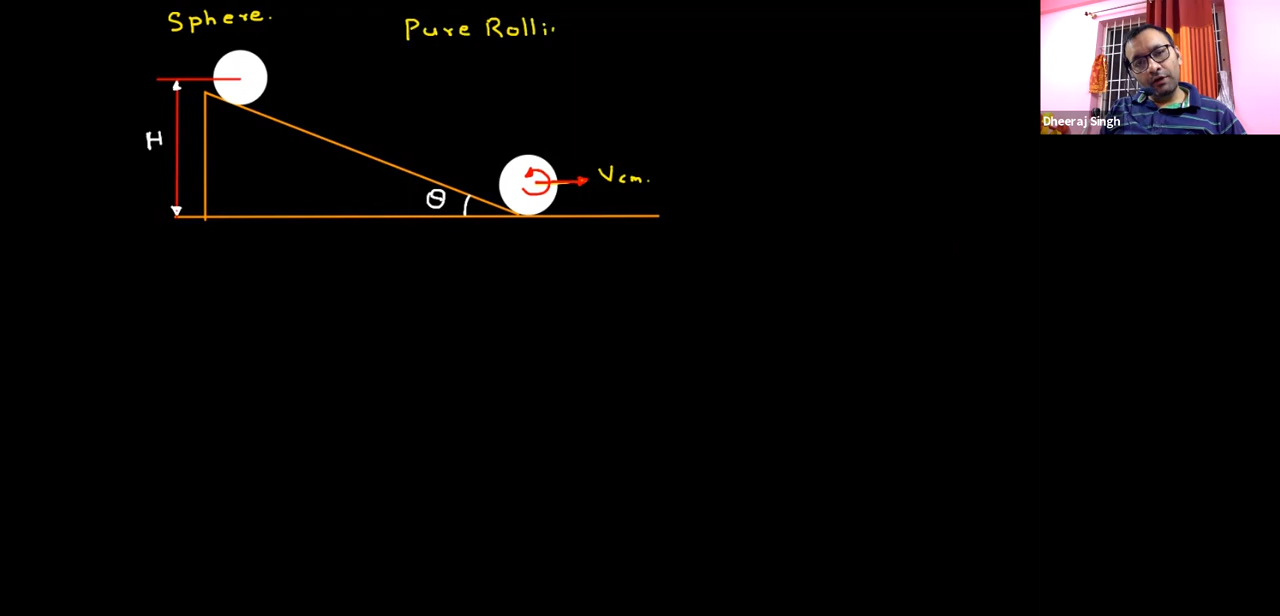 Sphere.
Pure Rolli
H
θ
Vcm.
Dheeraj Singh